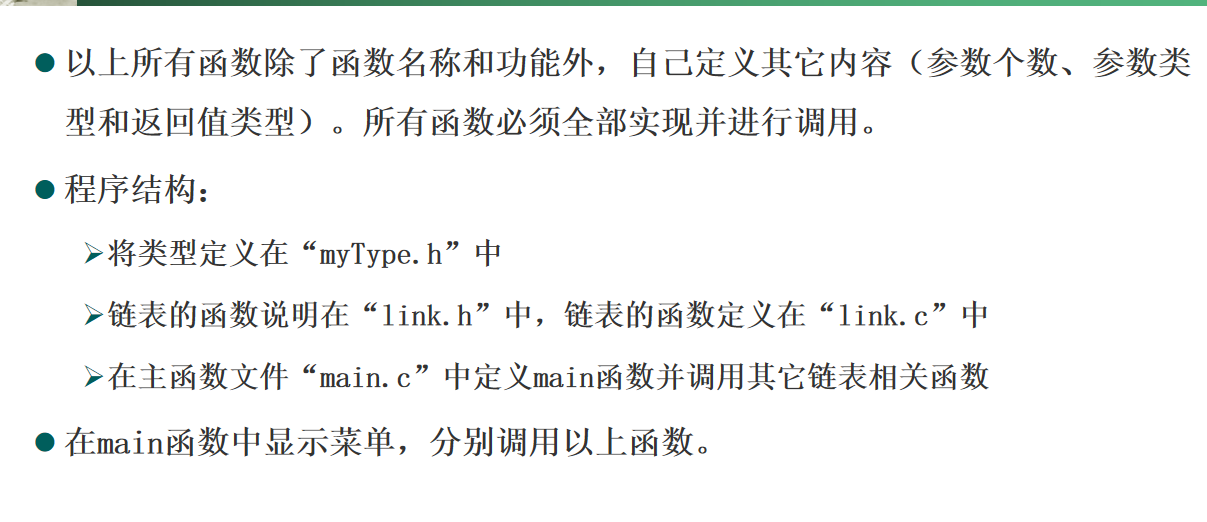 以上所有函数除了函数名称和功能外，自己定义其它内容（参数个数、参数类
型和返回值类型）。所有函数必须全部实现并进行调用。
程序结构：
将类型定义在“myType.h”中
链表的函数说明在“link.h”中，链表的函数定义在“link.c”中
在主函数文件“main.c”中定义main函数并调用其它链表相关函数
在main函数中显示菜单，分别调用以上函数。